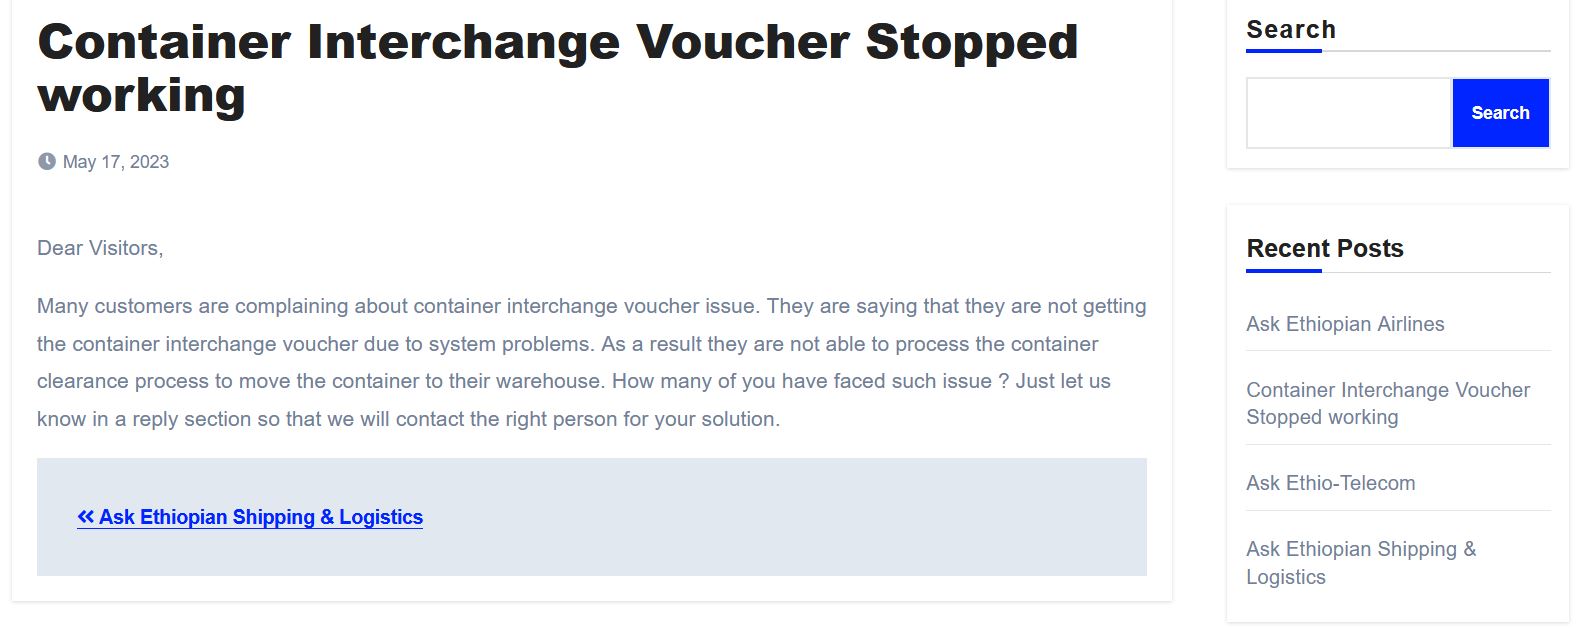 Container Interchange Voucher Stopped
working
May 17, 2023
Dear Visitors,
Many customers are complaining about container interchange voucher issue. They are saying that they are not getting
the container interchange voucher due to system problems. As a result they are not able to process the container
clearance process to move the container to their warehouse. How many of you have faced such issue ? Just let us
know in a reply section so that we will contact the right person for your solution.
« Ask Ethiopian Shipping & Logistics
Search
Search
Recent Posts
Ask Ethiopian Airlines
Container Interchange Voucher
Stopped working
Ask Ethio-Telecom
Ask Ethiopian Shipping &
Logistics